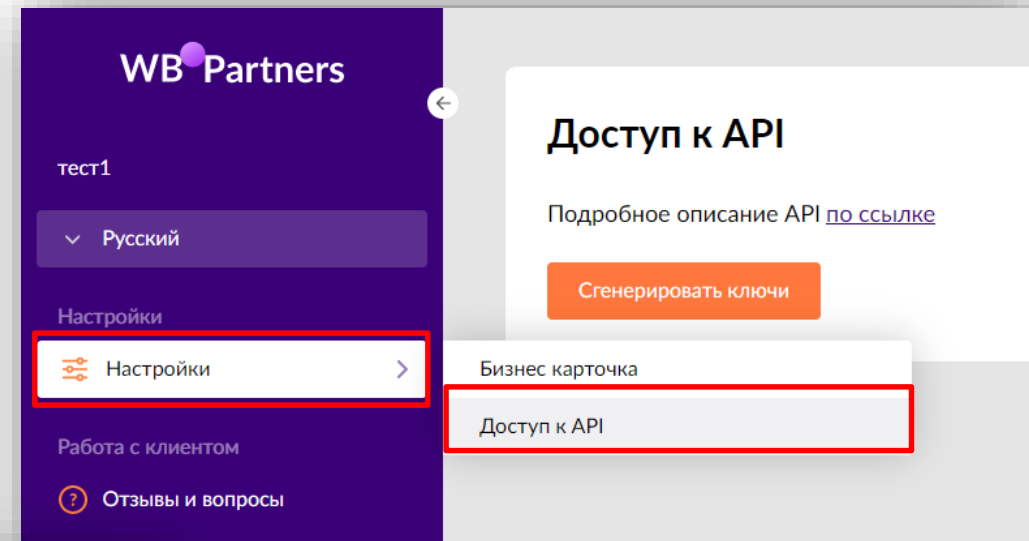 WB Partners
тест1
Русский
Настройки
Настройки
Работа с клиентом
Отзывы и вопросы
Доступ к API
Подробное описание API по ссылке
Сгенерировать ключи
Бизнес карточка
Доступ к API